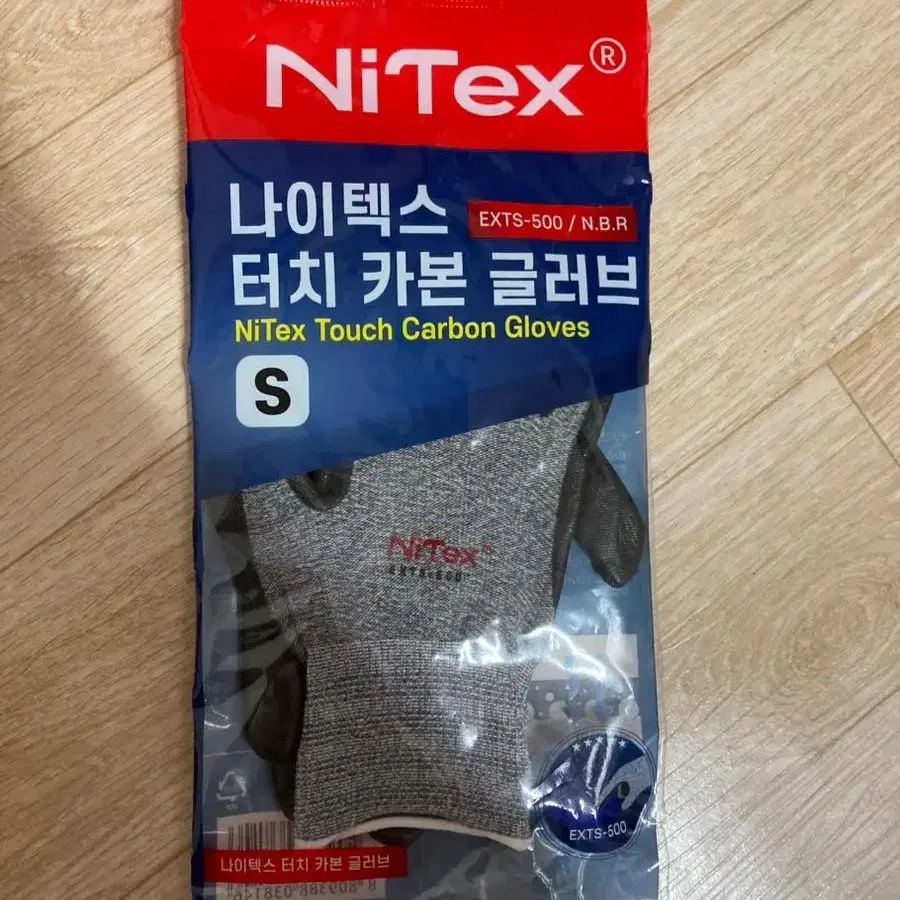 NiTex®
나이텍스
EXTS-500 / N.B.R
터치 카본 글러브
NiTex Touch Carbon Gloves
S
NiTex®
EXTS-500
EXTS-500
나이텍스 터치 카본 글러브